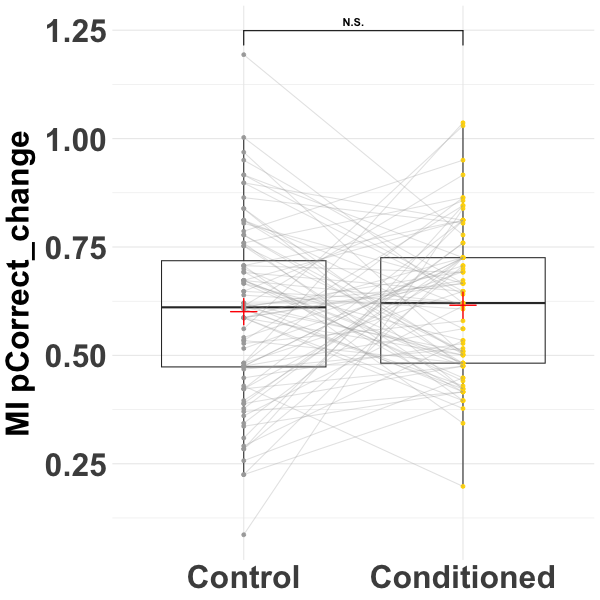 N.S.
MI pCorrect_change
1.25
1.00
0.75
0.50
0.25
Control
Conditioned